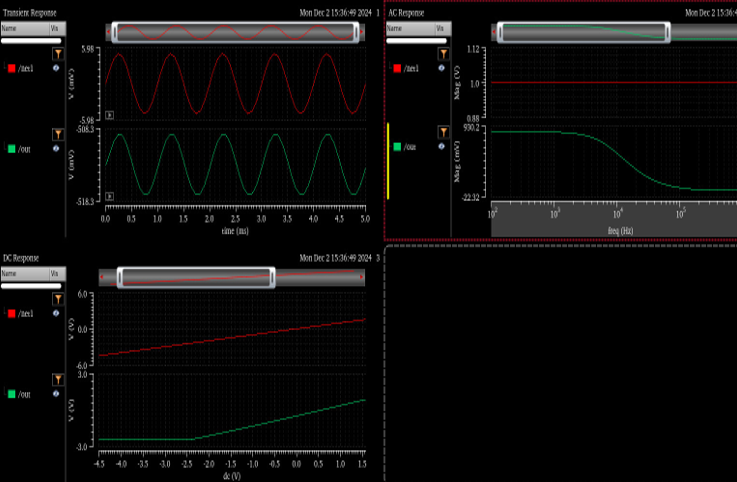 Transient Response
Mon Dec 2 15:36:49 2024 1
Name Vis
/net1
5.98
V (mV)
-5.98
/out
-508.3
V (mV)
-518.3
0.0 0.5 1.0 1.5 2.0 2.5 3.0 3.5 4.0 4.5 5.0
time (ms)
AC Response
Mon Dec 2 15:36:49 2024
Name Vis
/net1
1.12
Mag (V)
1.0
0.88
/out
930.2
Mag (mV)
-22.32
10^2 10^3 10^4 10^5
freq (Hz)
DC Response
Mon Dec 2 15:36:49 2024 3
Name Vis
/net1
6.0
V (V)
0.0
-6.0
/out
3.0
V (V)
-3.0
-4.5 -4.0 -3.5 -3.0 -2.5 -2.0 -1.5 -1.0 -0.5 0.0 0.5 1.0 1.5
dc (V)